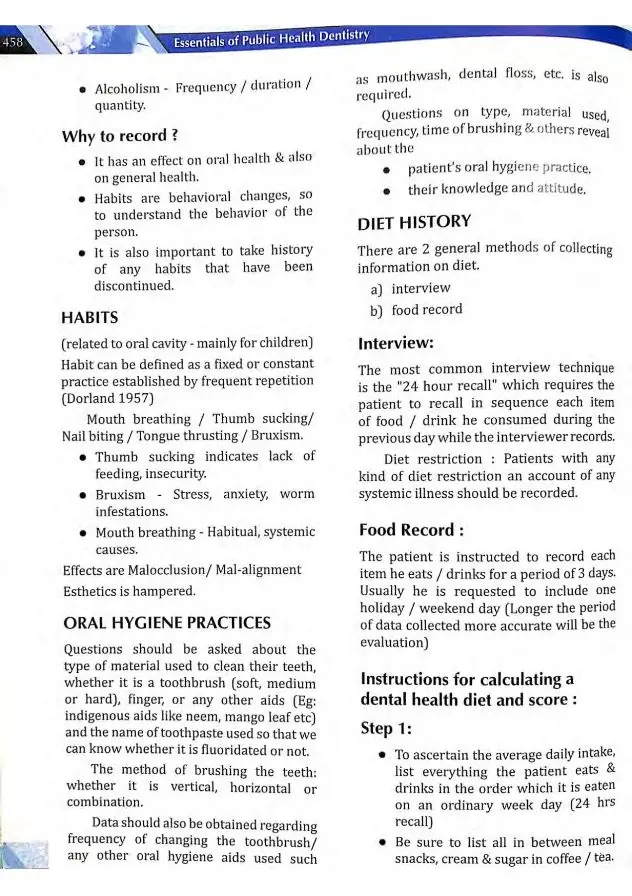 458
Essentials of Public Health Dentistry
• Alcoholism - Frequency / duration /
quantity.
Why to record ?
• It has an effect on oral health & also
on general health.
• Habits are behavioral changes, so
to understand the behavior of the
person.
• It is also important to take history
of any habits that have been
discontinued.
HABITS
(related to oral cavity - mainly for children)
Habit can be defined as a fixed or constant
practice established by frequent repetition
(Dorland 1957)
Mouth breathing / Thumb sucking/
Nail biting / Tongue thrusting / Bruxism.
• Thumb sucking indicates lack of
feeding, insecurity.
• Bruxism - Stress, anxiety, worm
infestations.
• Mouth breathing - Habitual, systemic
causes.
Effects are Malocclusion/ Mal-alignment
Esthetics is hampered.
ORAL HYGIENE PRACTICES
Questions should be asked about the
type of material used to clean their teeth,
whether it is a toothbrush (soft, medium
or hard), finger, or any other aids (Eg:
indigenous aids like neem, mango leaf etc)
and the name of toothpaste used so that we
can know whether it is fluoridated or not.
The method of brushing the teeth:
whether it is vertical, horizontal or
combination.
Data should also be obtained regarding
frequency of changing the toothbrush/
any other oral hygiene aids used such
as mouthwash, dental floss, etc. is also
required.
Questions on type, material used,
frequency, time of brushing & others reveal
about the
• patient's oral hygiene practice.
• their knowledge and attitude.
DIET HISTORY
There are 2 general methods of collecting
information on diet.
a) interview
b) food record
Interview:
The most common interview technique
is the "24 hour recall" which requires the
patient to recall in sequence each item
of food / drink he consumed during the
previous day while the interviewer records.
Diet restriction : Patients with any
kind of diet restriction an account of any
systemic illness should be recorded.
Food Record :
The patient is instructed to record each
item he eats / drinks for a period of 3 days.
Usually he is requested to include one
holiday / weekend day (Longer the period
of data collected more accurate will be the
evaluation)
Instructions for calculating a
dental health diet and score :
Step 1:
• To ascertain the average daily intake,
list everything the patient eats &
drinks in the order which it is eaten
on an ordinary week day (24 hrs
recall)
• Be sure to list all in between meal
snacks, cream & sugar in coffee / tea.